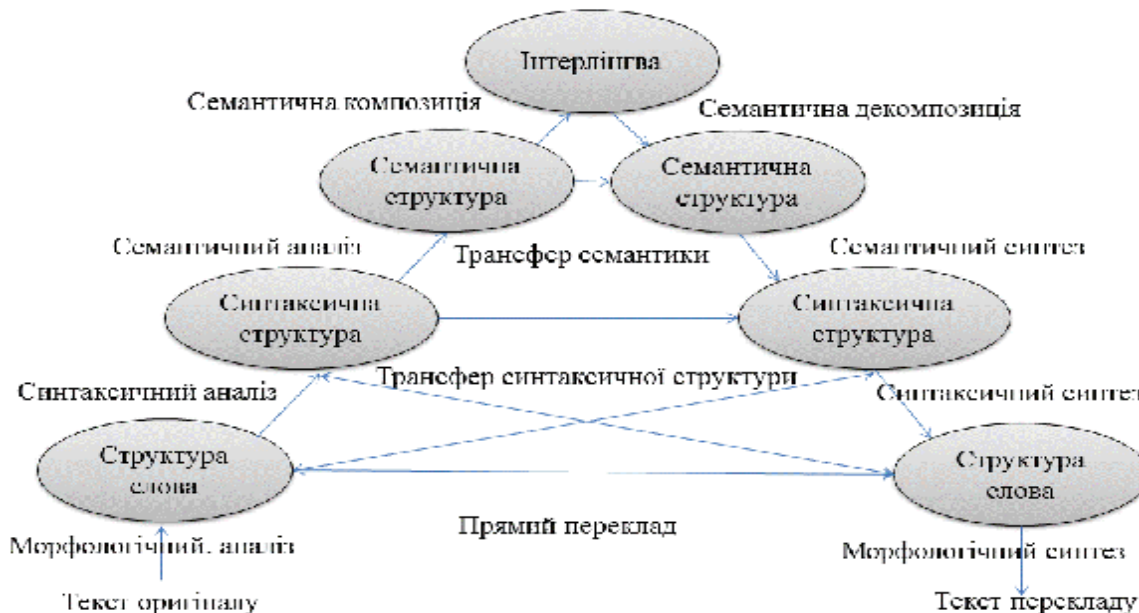 Інтерлінгва
Семантична композиція
Семантична декомпозиція
Семантична
структура
Семантична
структура
Семантичний аналіз
Трансфер семантики
Семантичний синтез
Синтаксична
структура
Синтаксична
структура
Синтаксичний аналіз
Трансфер синтаксичної структури
Синтаксичний синтез
Структура
слова
Структура
слова
Прямий переклад
Морфологічний. аналіз
Морфологічний синтез
Текст оригіналу
Текст перекладу